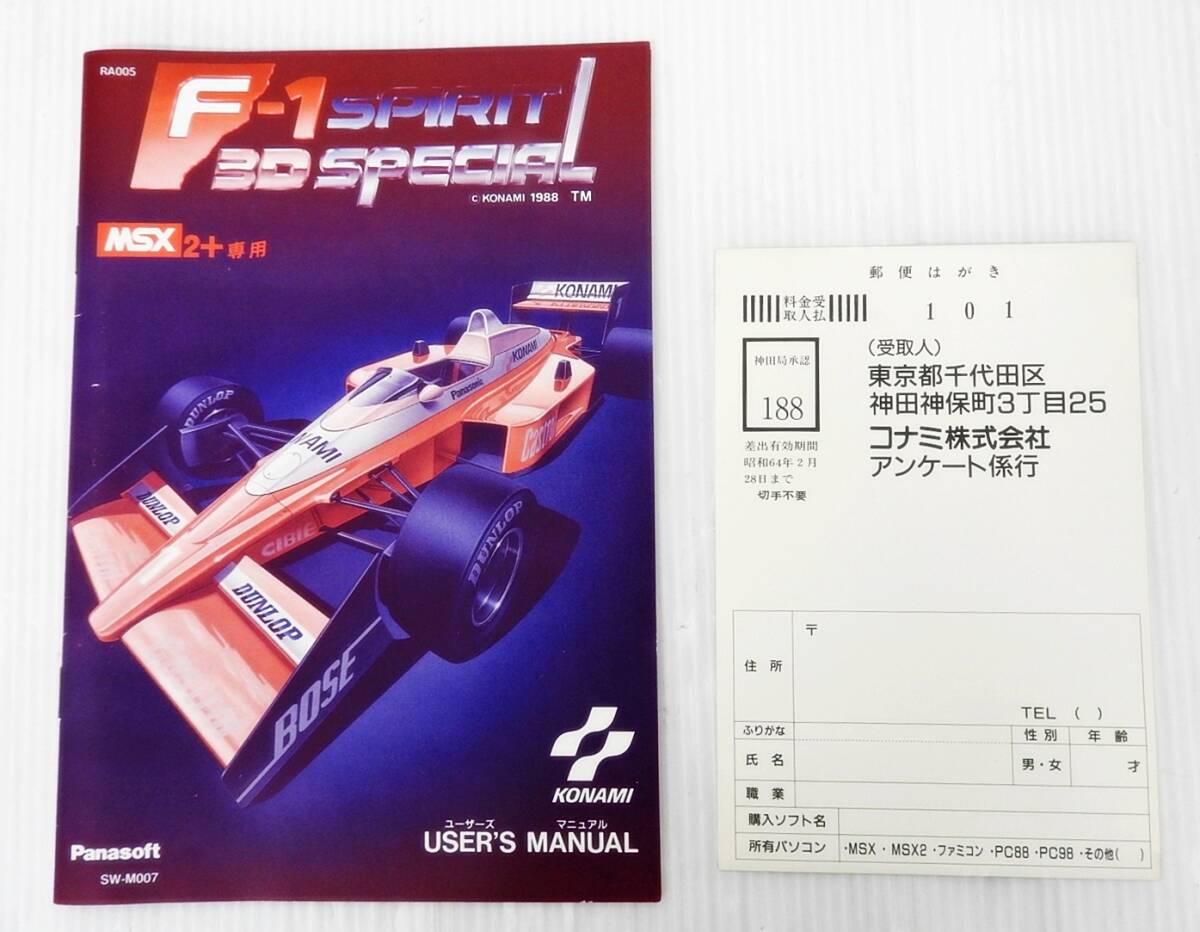 RA005
F-1 SPIRIT
3D SPECIAL
© KONAMI 1988 TM
MSX 2+専用
KONAMI
KONAMI
Panasonic
Castrol
DUNLOP
NAMI
DUNLOP
DUNLOP
CIBIE
DUNLOP
BOSE
KONAMI
ユーザーズ マニュアル
USER'S MANUAL
Panasoft
SW-M007
郵便はがき
料金受
取人払
101
神田局承認
188
差出有効期間
昭和64年2月
28日まで
切手不要
(受取人)
東京都千代田区
神田神保町3丁目25
コナミ株式会社
アンケート係行
住所
〒
TEL ( )
ふりがな
氏名
性別 年齢
男・女 才
職業
購入ソフト名
所有パソコン ・MSX ・MSX2 ・ファミコン ・PC88 ・PC98 ・その他( )